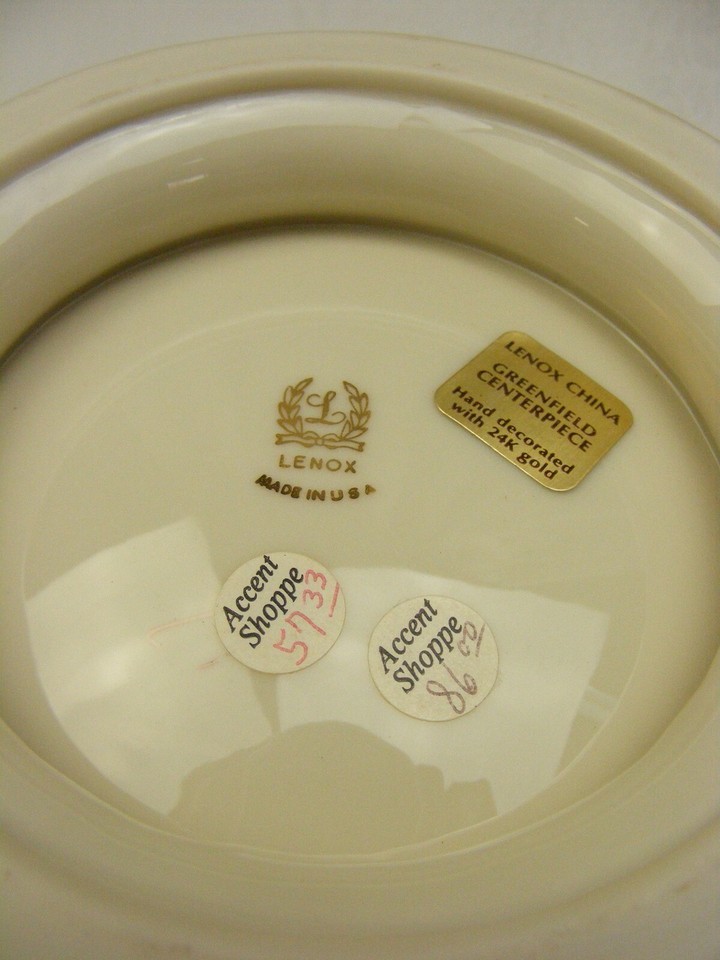 L
LENOX
MADE IN USA
LENOX CHINA
GREENFIELD
CENTERPIECE
Hand decorated
with 24K gold
Accent
Shoppe
57 33
Accent
Shoppe
86 00